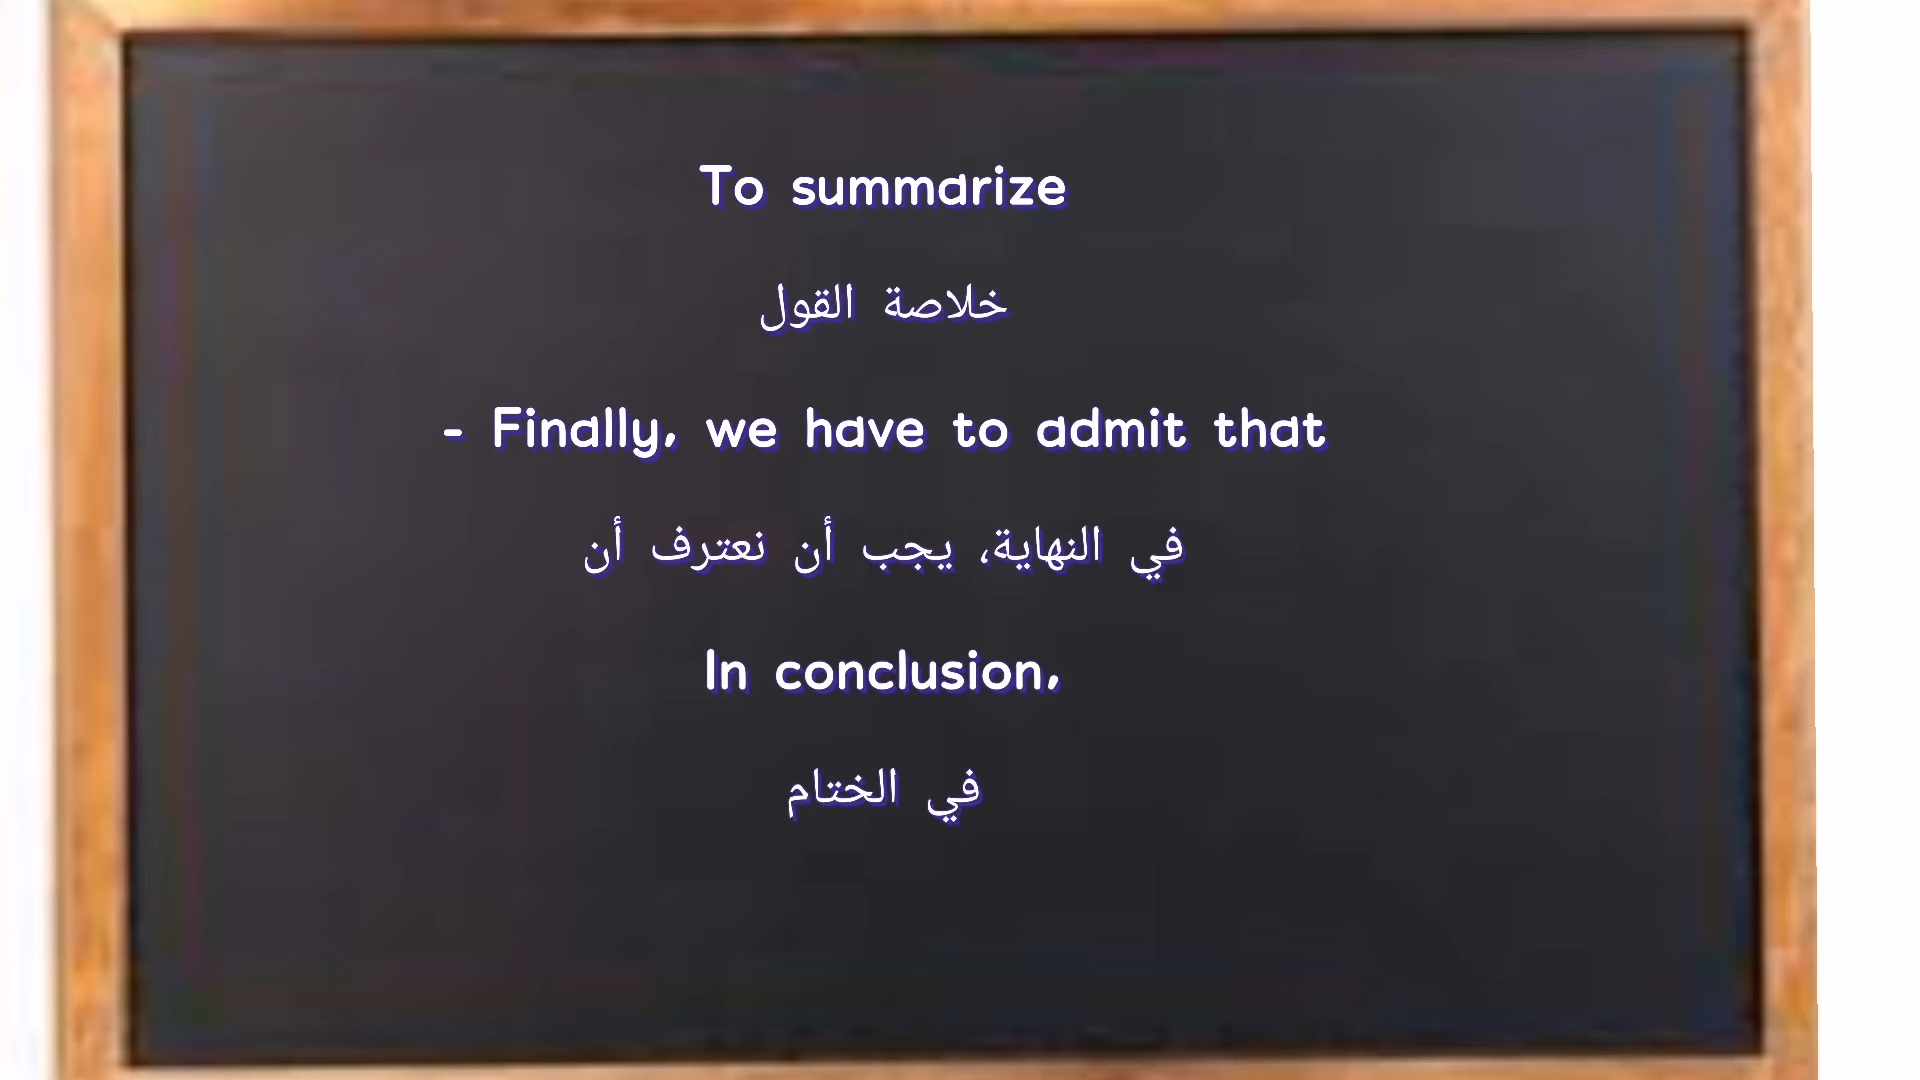 To summarize
خلاصة القول
- Finally, we have to admit that
في النهاية، يجب أن نعترف أن
In conclusion,
في الختام